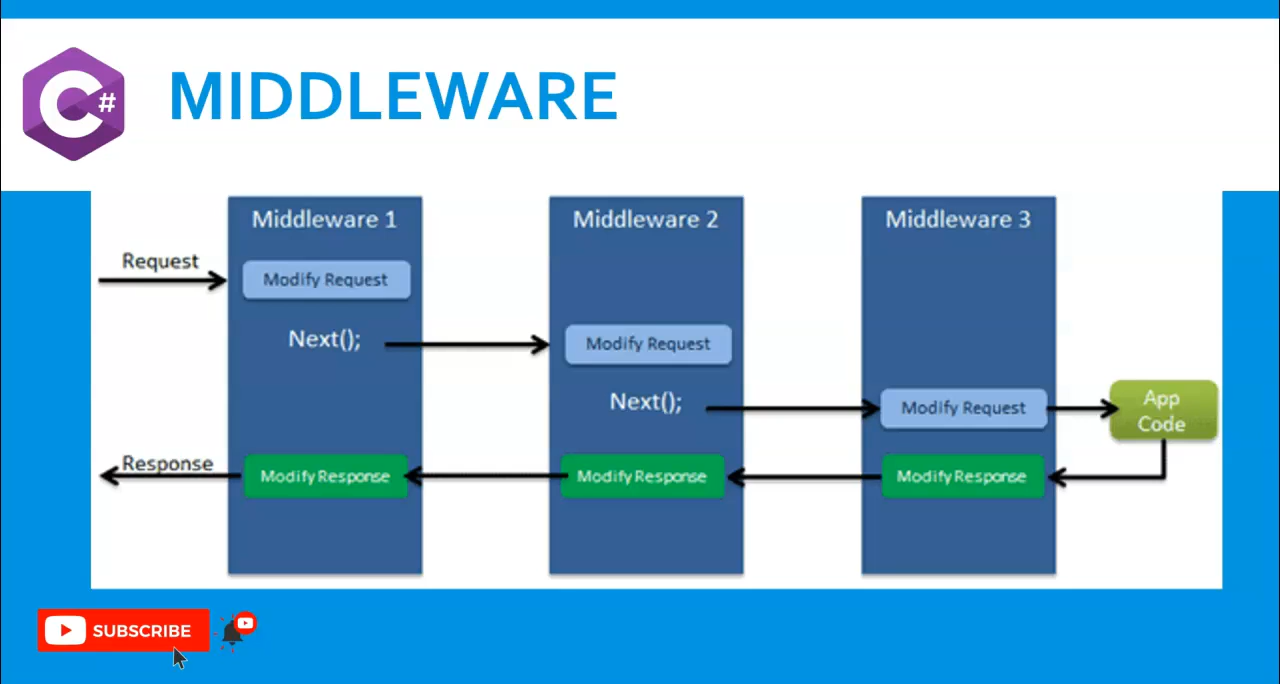 C#
MIDDLEWARE
Middleware 1
Middleware 2
Middleware 3
Request
Modify Request
Next();
Modify Request
Next();
Modify Request
App
Code
Response
Modify Response
Modify Response
Modify Response
SUBSCRIBE